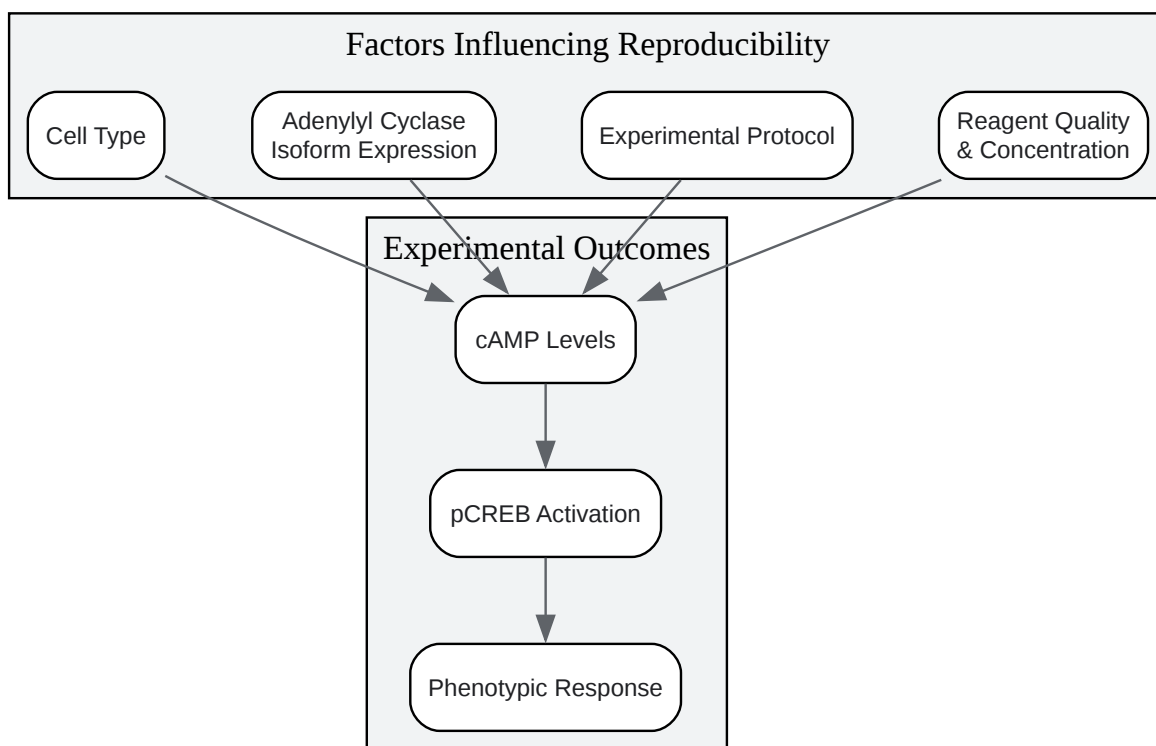 Factors Influencing Reproducibility
Cell Type
Adenylyl Cyclase
Isoform Expression
Experimental Protocol
Reagent Quality
& Concentration
Experimental Outcomes
cAMP Levels
pCREB Activation
Phenotypic Response